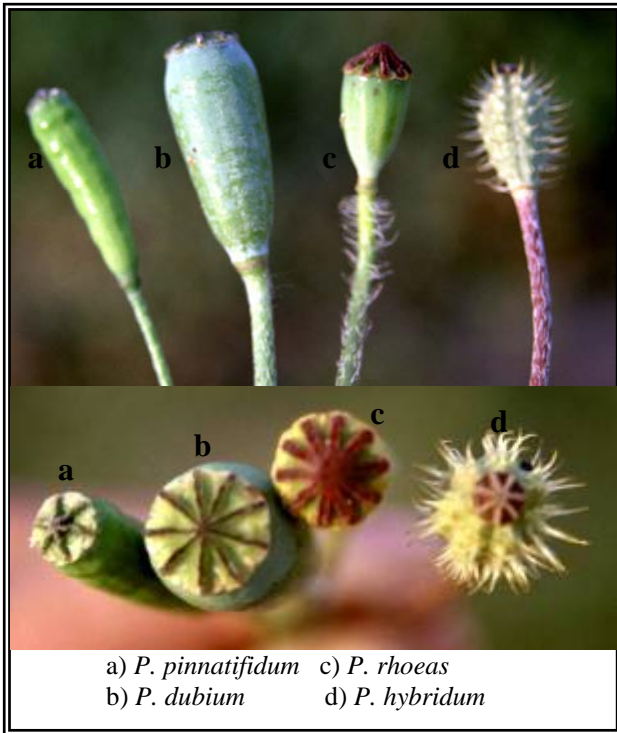 a b c d
a b c d
a) P. pinnatifidum c) P. rhoeas
b) P. dubium d) P. hybridum